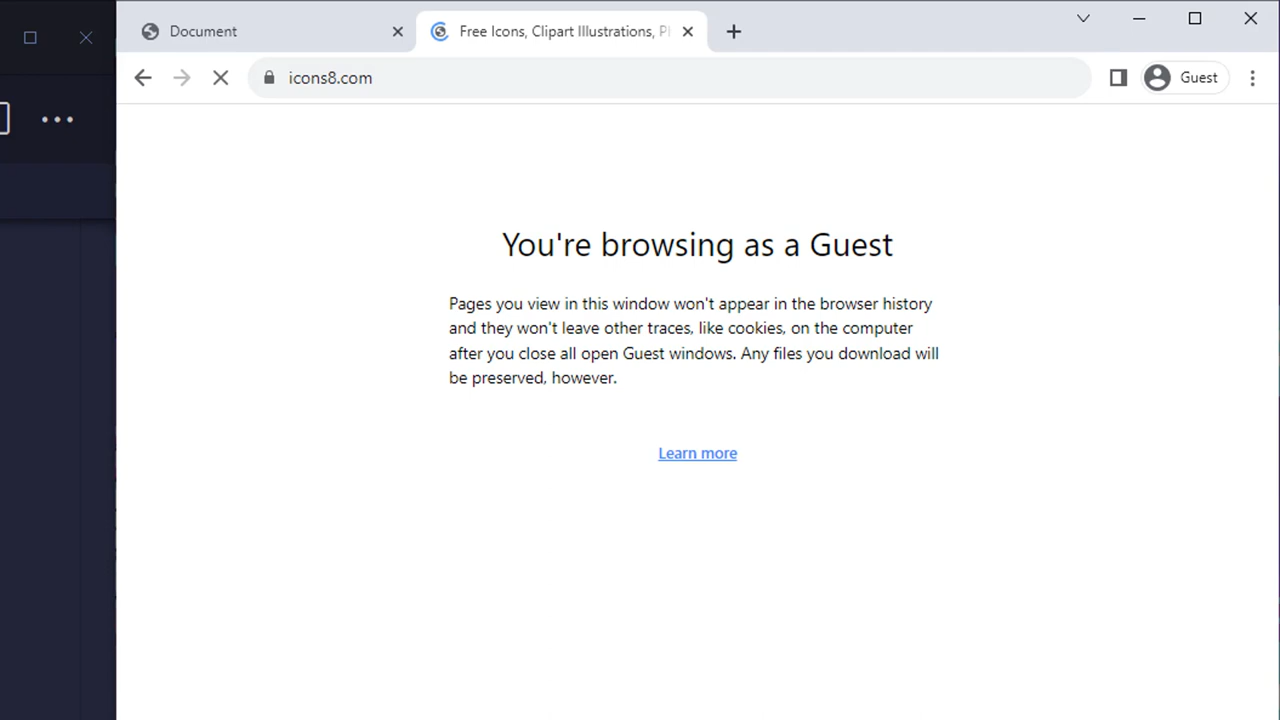 Document
Free Icons, Clipart Illustrations, P
icons8.com
Guest
You're browsing as a Guest
Pages you view in this window won't appear in the browser history
and they won't leave other traces, like cookies, on the computer
after you close all open Guest windows. Any files you download will
be preserved, however.
Learn more